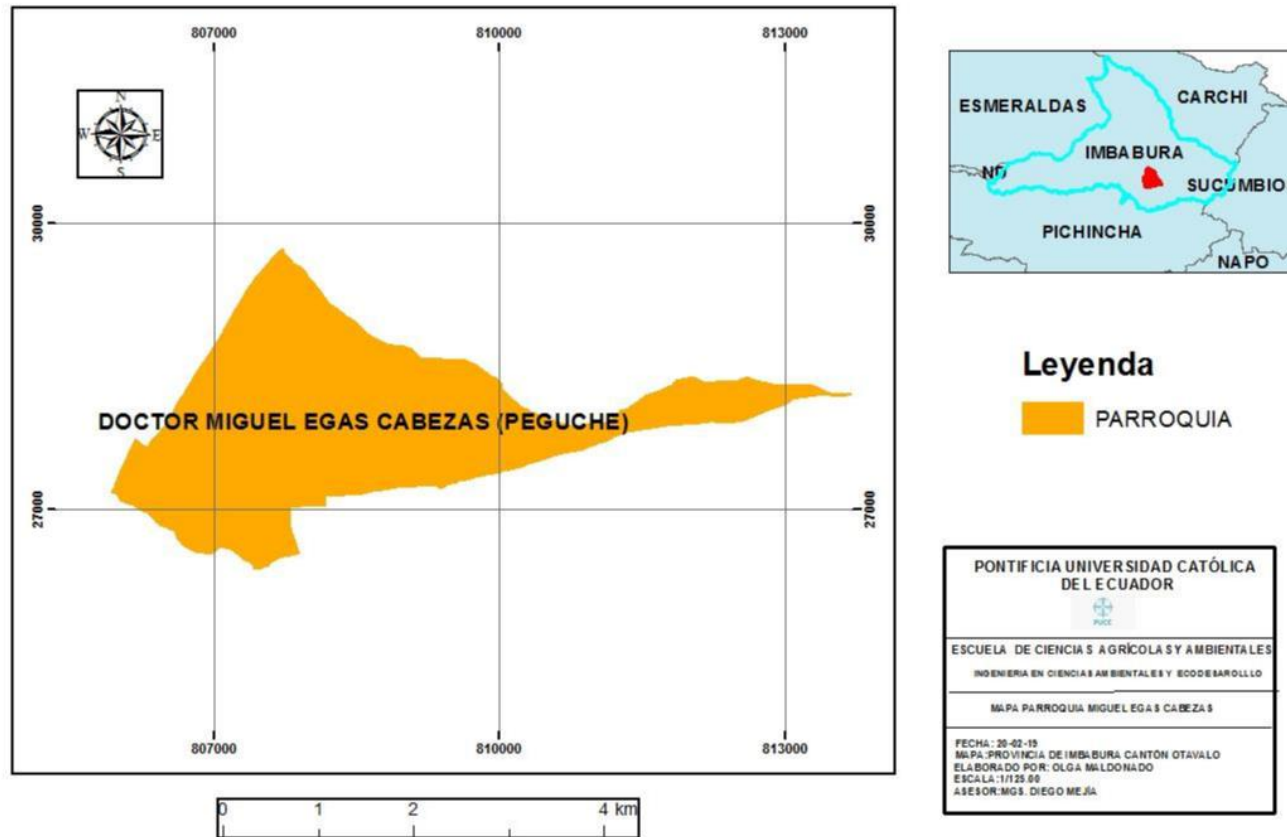 807000
810000
813000
N
W
E
S
30000
30000
DOCTOR MIGUEL EGAS CABEZAS (PEGUCHE)
27000
27000
807000
810000
813000
0 1 2 4 km
ESMERALDAS
CARCHI
IMBABURA
ND
SUCUMBIO
PICHINCHA
NAPO
Leyenda
PARROQUIA
PONTIFICIA UNIVERSIDAD CATÓLICA
DEL ECUADOR
PUCE
ESCUELA DE CIENCIAS AGRÍCOLAS Y AMBIENTALES
INGENIERIA EN CIENCIAS AMBIENTALES Y ECODESAROLLLO
MAPA PARROQUIA MIGUEL EGAS CABEZAS
FECHA: 20-02-19
MAPA:PROVINCIA DE IMBABURA CANTÓN OTAVALO
ELABORADO POR: OLGA MALDONADO
ESCALA:1/125.00
ASESOR:MGS. DIEGO MEJÍA